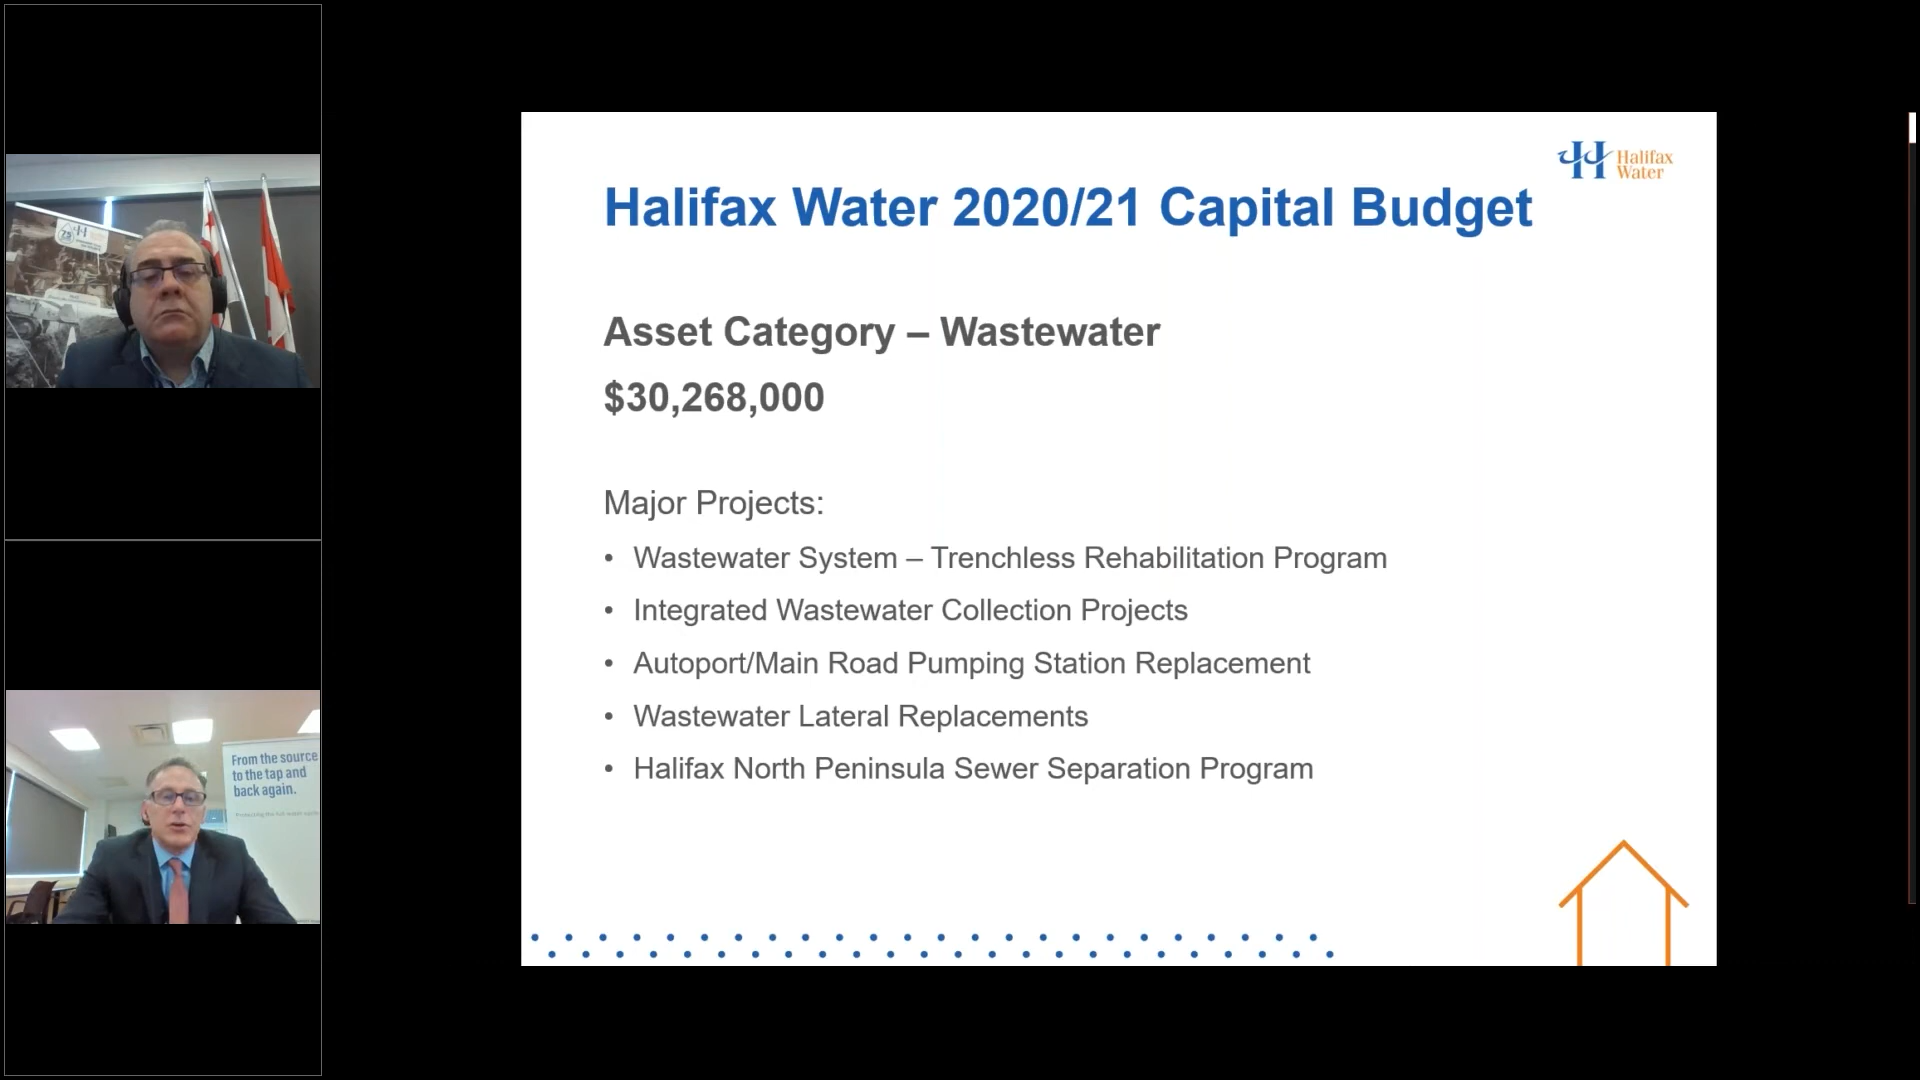 Halifax
Water
Halifax Water 2020/21 Capital Budget
Asset Category – Wastewater
$30,268,000
Major Projects:
• Wastewater System – Trenchless Rehabilitation Program
• Integrated Wastewater Collection Projects
• Autoport/Main Road Pumping Station Replacement
• Wastewater Lateral Replacements
• Halifax North Peninsula Sewer Separation Program
75
From the source
to the tap and
back again.